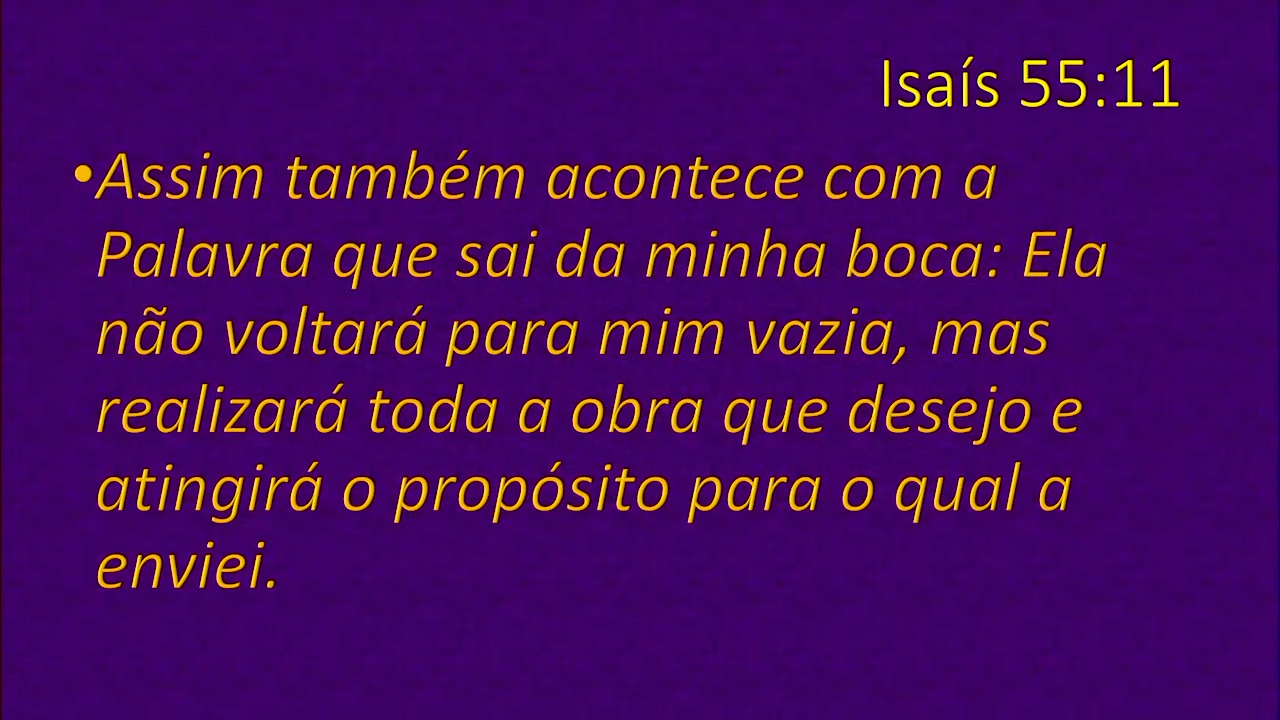 Isaís 55:11
•Assim também acontece com a
Palavra que sai da minha boca: Ela
não voltará para mim vazia, mas
realizará toda a obra que desejo e
atingirá o propósito para o qual a
enviei.